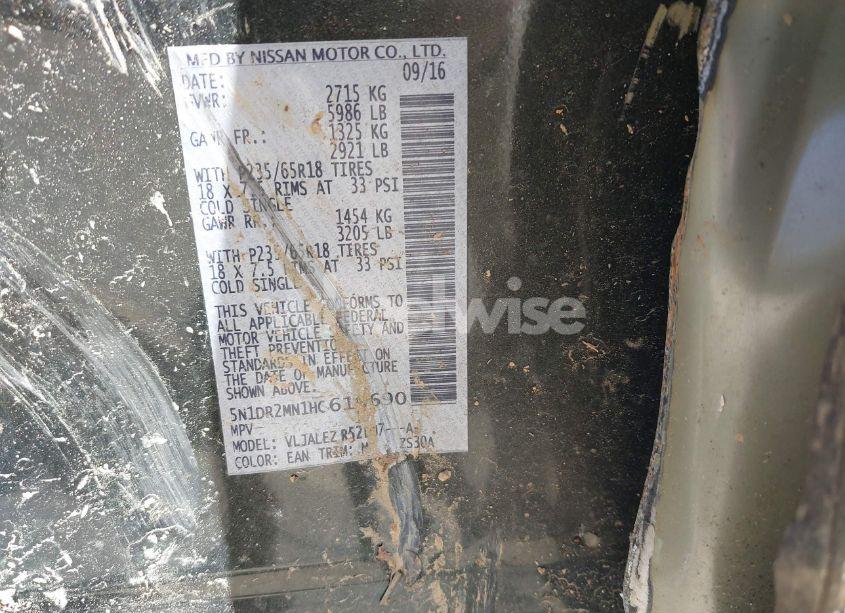 MFD BY NISSAN MOTOR CO., LTD.
DATE: 09/16
GVWR: 2715 KG
5986 LB
GAWR FR.: 1325 KG
2921 LB
WITH P235/65R18 TIRES
18 X 7.5 RIMS AT 33 PSI
COLD SINGLE
GAWR RR.: 1454 KG
3205 LB
WITH P235/65R18 TIRES
18 X 7.5 RIMS AT 33 PSI
COLD SINGLE
THIS VEHICLE CONFORMS TO
ALL APPLICABLE FEDERAL
MOTOR VEHICLE SAFETY AND
THEFT PREVENTION
STANDARDS IN EFFECT ON
THE DATE OF MANUFACTURE
SHOWN ABOVE.
5N1DR2MN1HC
MPV
MODEL: VLJALEZ
COLOR: EAN TRIM: